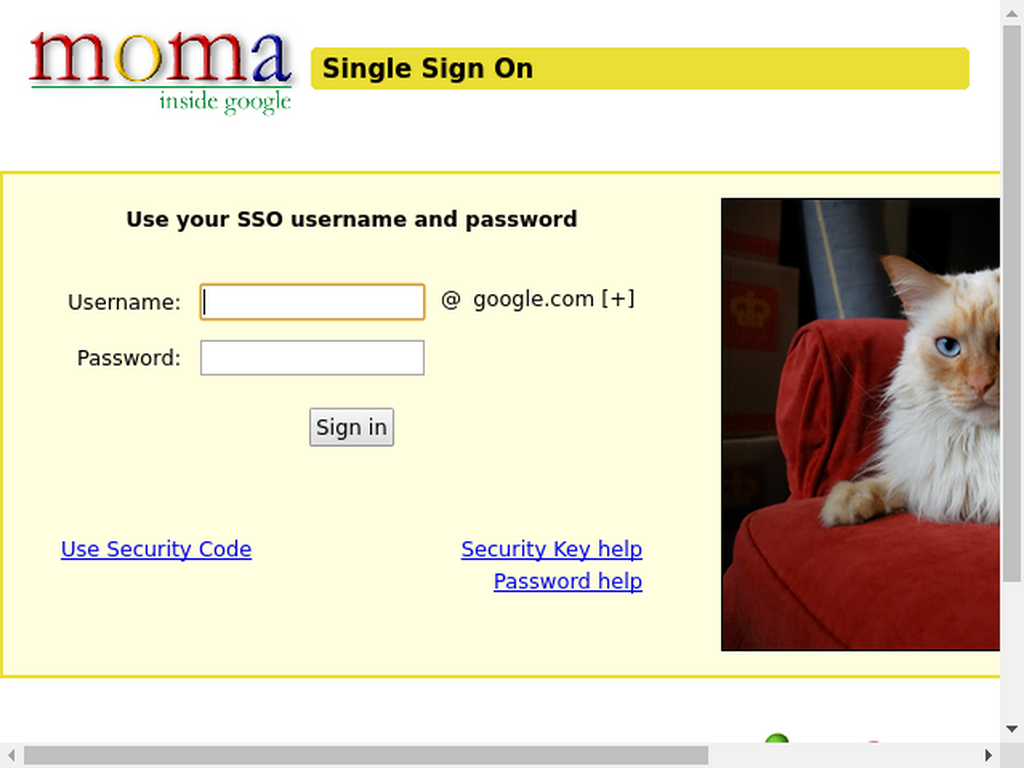 moma
inside google
Single Sign On
Use your SSO username and password
Username:
@ google.com [+]
Password:
Sign in
Use Security Code
Security Key help
Password help